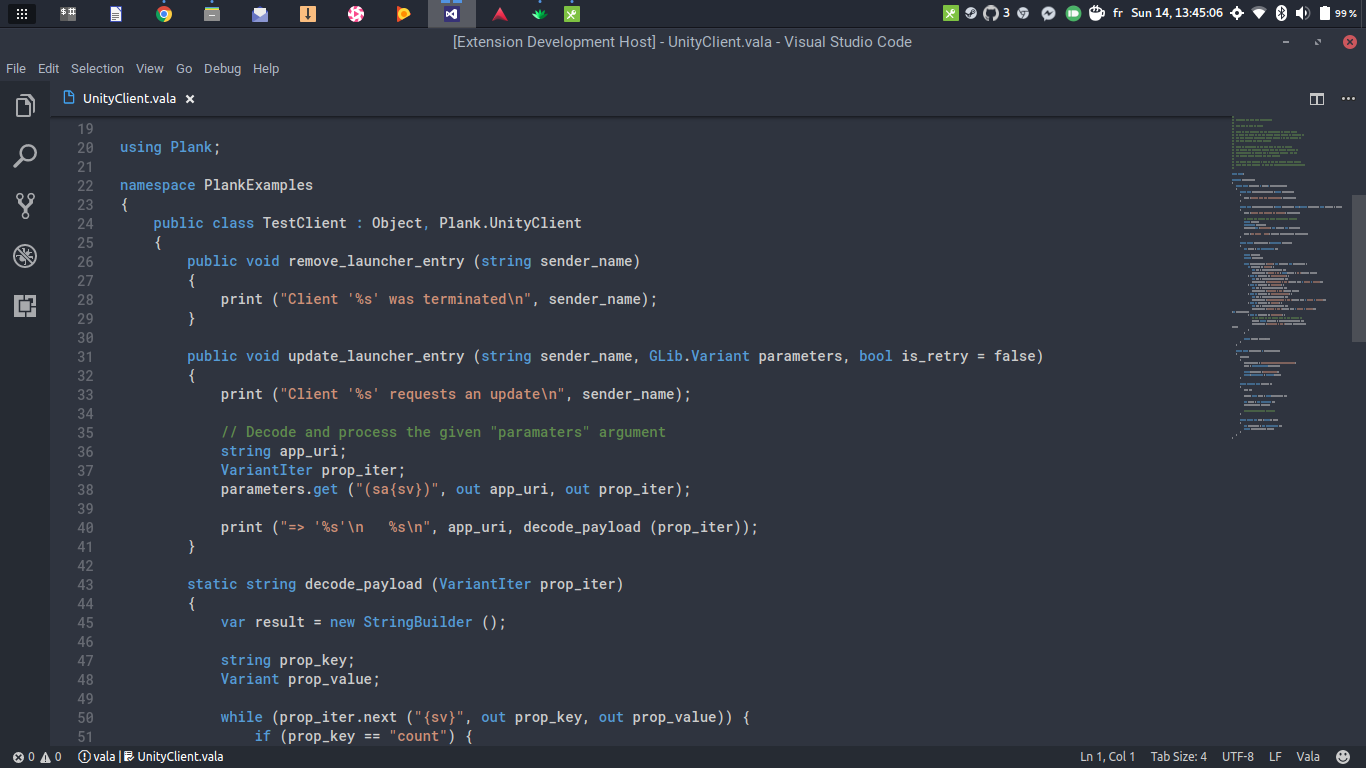 3 fr Sun 14, 13:45:06 99 %
[Extension Development Host] - UnityClient.vala - Visual Studio Code
File Edit Selection View Go Debug Help
UnityClient.vala
19
20 using Plank;
21
22 namespace PlankExamples
23 {
24     public class TestClient : Object, Plank.UnityClient
25     {
26         public void remove_launcher_entry (string sender_name)
27         {
28             print ("Client '%s' was terminated\n", sender_name);
29         }
30
31         public void update_launcher_entry (string sender_name, GLib.Variant parameters, bool is_retry = false)
32         {
33             print ("Client '%s' requests an update\n", sender_name);
34
35             // Decode and process the given "paramaters" argument
36             string app_uri;
37             VariantIter prop_iter;
38             parameters.get ("(sa{sv})", out app_uri, out prop_iter);
39
40             print ("=> '%s'\n   %s\n", app_uri, decode_payload (prop_iter));
41         }
42
43         static string decode_payload (VariantIter prop_iter)
44         {
45             var result = new StringBuilder ();
46
47             string prop_key;
48             Variant prop_value;
49
50             while (prop_iter.next ("{sv}", out prop_key, out prop_value)) {
51                 if (prop_key == "count") {
0 0 vala | UnityClient.vala Ln 1, Col 1 Tab Size: 4 UTF-8 LF Vala